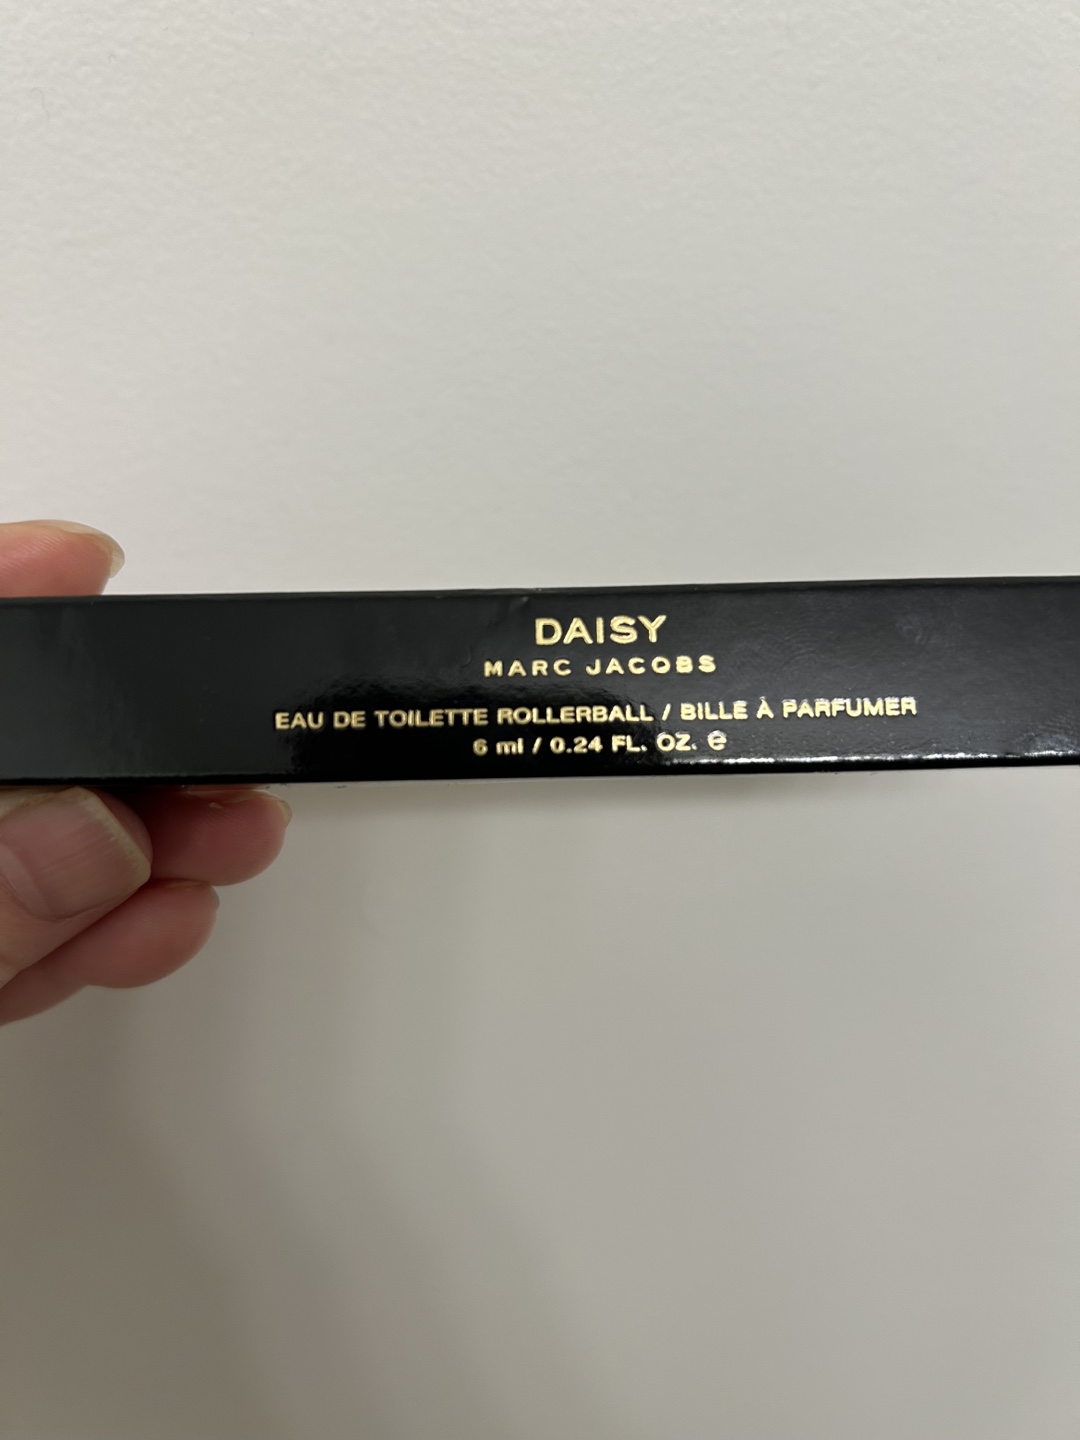 DAISY
MARC JACOBS
EAU DE TOILETTE ROLLERBALL / BILLE À PARFUMER
6 ml / 0.24 FL. OZ. ℮